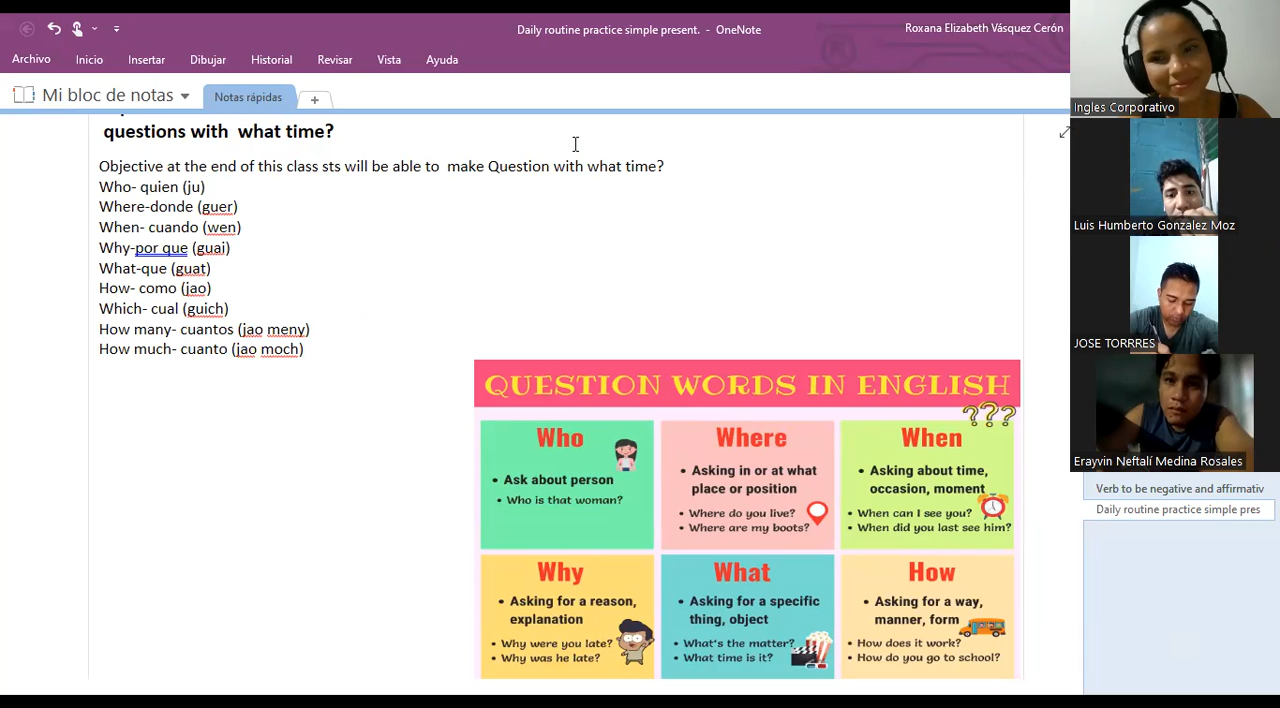 Daily routine practice simple present. - OneNote
Roxana Elizabeth Vásquez Cerón
Archivo Inicio Insertar Dibujar Historial Revisar Vista Ayuda
Mi bloc de notas Notas rápidas +
questions with what time?
Objective at the end of this class sts will be able to make Question with what time?
Who- quien (ju)
Where-donde (guer)
When- cuando (wen)
Why-por que (guai)
What-que (guat)
How- como (jao)
Which- cual (guich)
How many- cuantos (jao meny)
How much- cuanto (jao moch)
QUESTION WORDS IN ENGLISH
???
Who
• Ask about person
• Who is that woman?
Where
• Asking in or at what
place or position
• Where do you live?
• Where are my boots?
When
• Asking about time,
occasion, moment
• When can I see you?
• When did you last see him?
Why
• Asking for a reason,
explanation
• Why were you late?
• Why was he late?
What
• Asking for a specific
thing, object
• What's the matter?
• What time is it?
How
• Asking for a way,
manner, form
• How does it work?
• How do you go to school?
Ingles Corporativo
Luis Humberto Gonzalez Moz
JOSE TORRRES
Erayvin Neftalí Medina Rosales
Verb to be negative and affirmativ
Daily routine practice simple pres